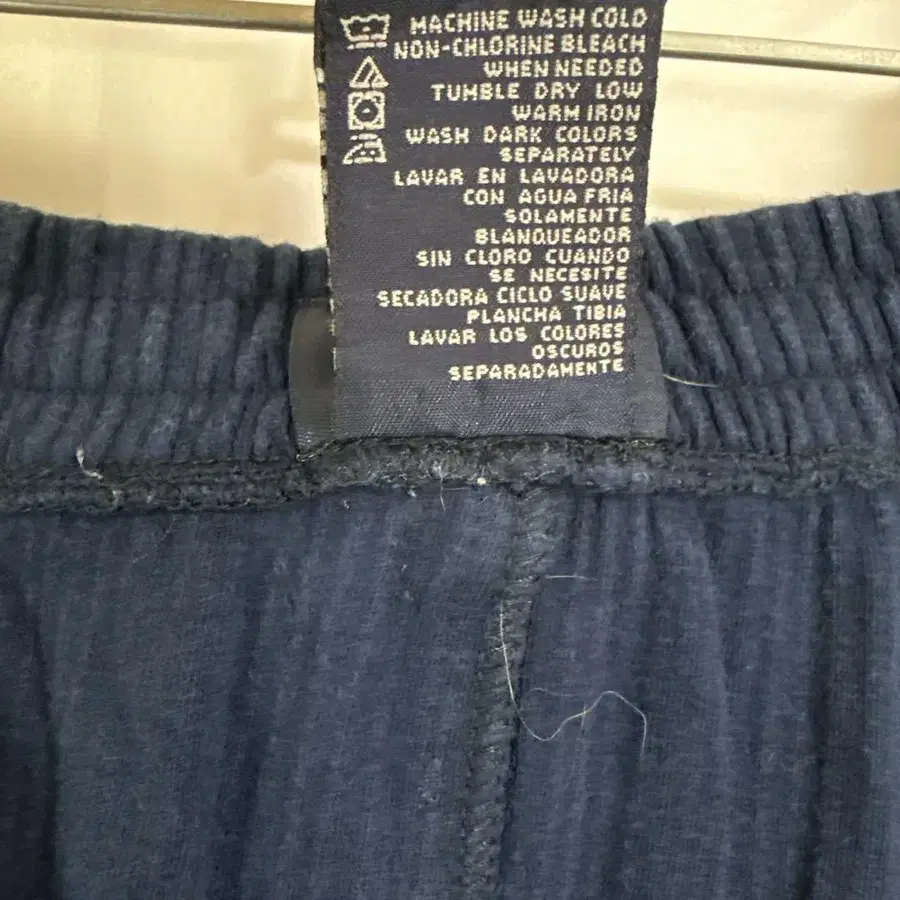 MACHINE WASH COLD
NON-CHLORINE BLEACH
WHEN NEEDED
TUMBLE DRY LOW
WARM IRON
WASH DARK COLORS
SEPARATELY
LAVAR EN LAVADORA
CON AGUA FRIA
SOLAMENTE
BLANQUEADOR
SIN CLORO CUANDO
SE NECESITE
SECADORA CICLO SUAVE
PLANCHA TIBIA
LAVAR LOS COLORES
OSCUROS
SEPARADAMENTE